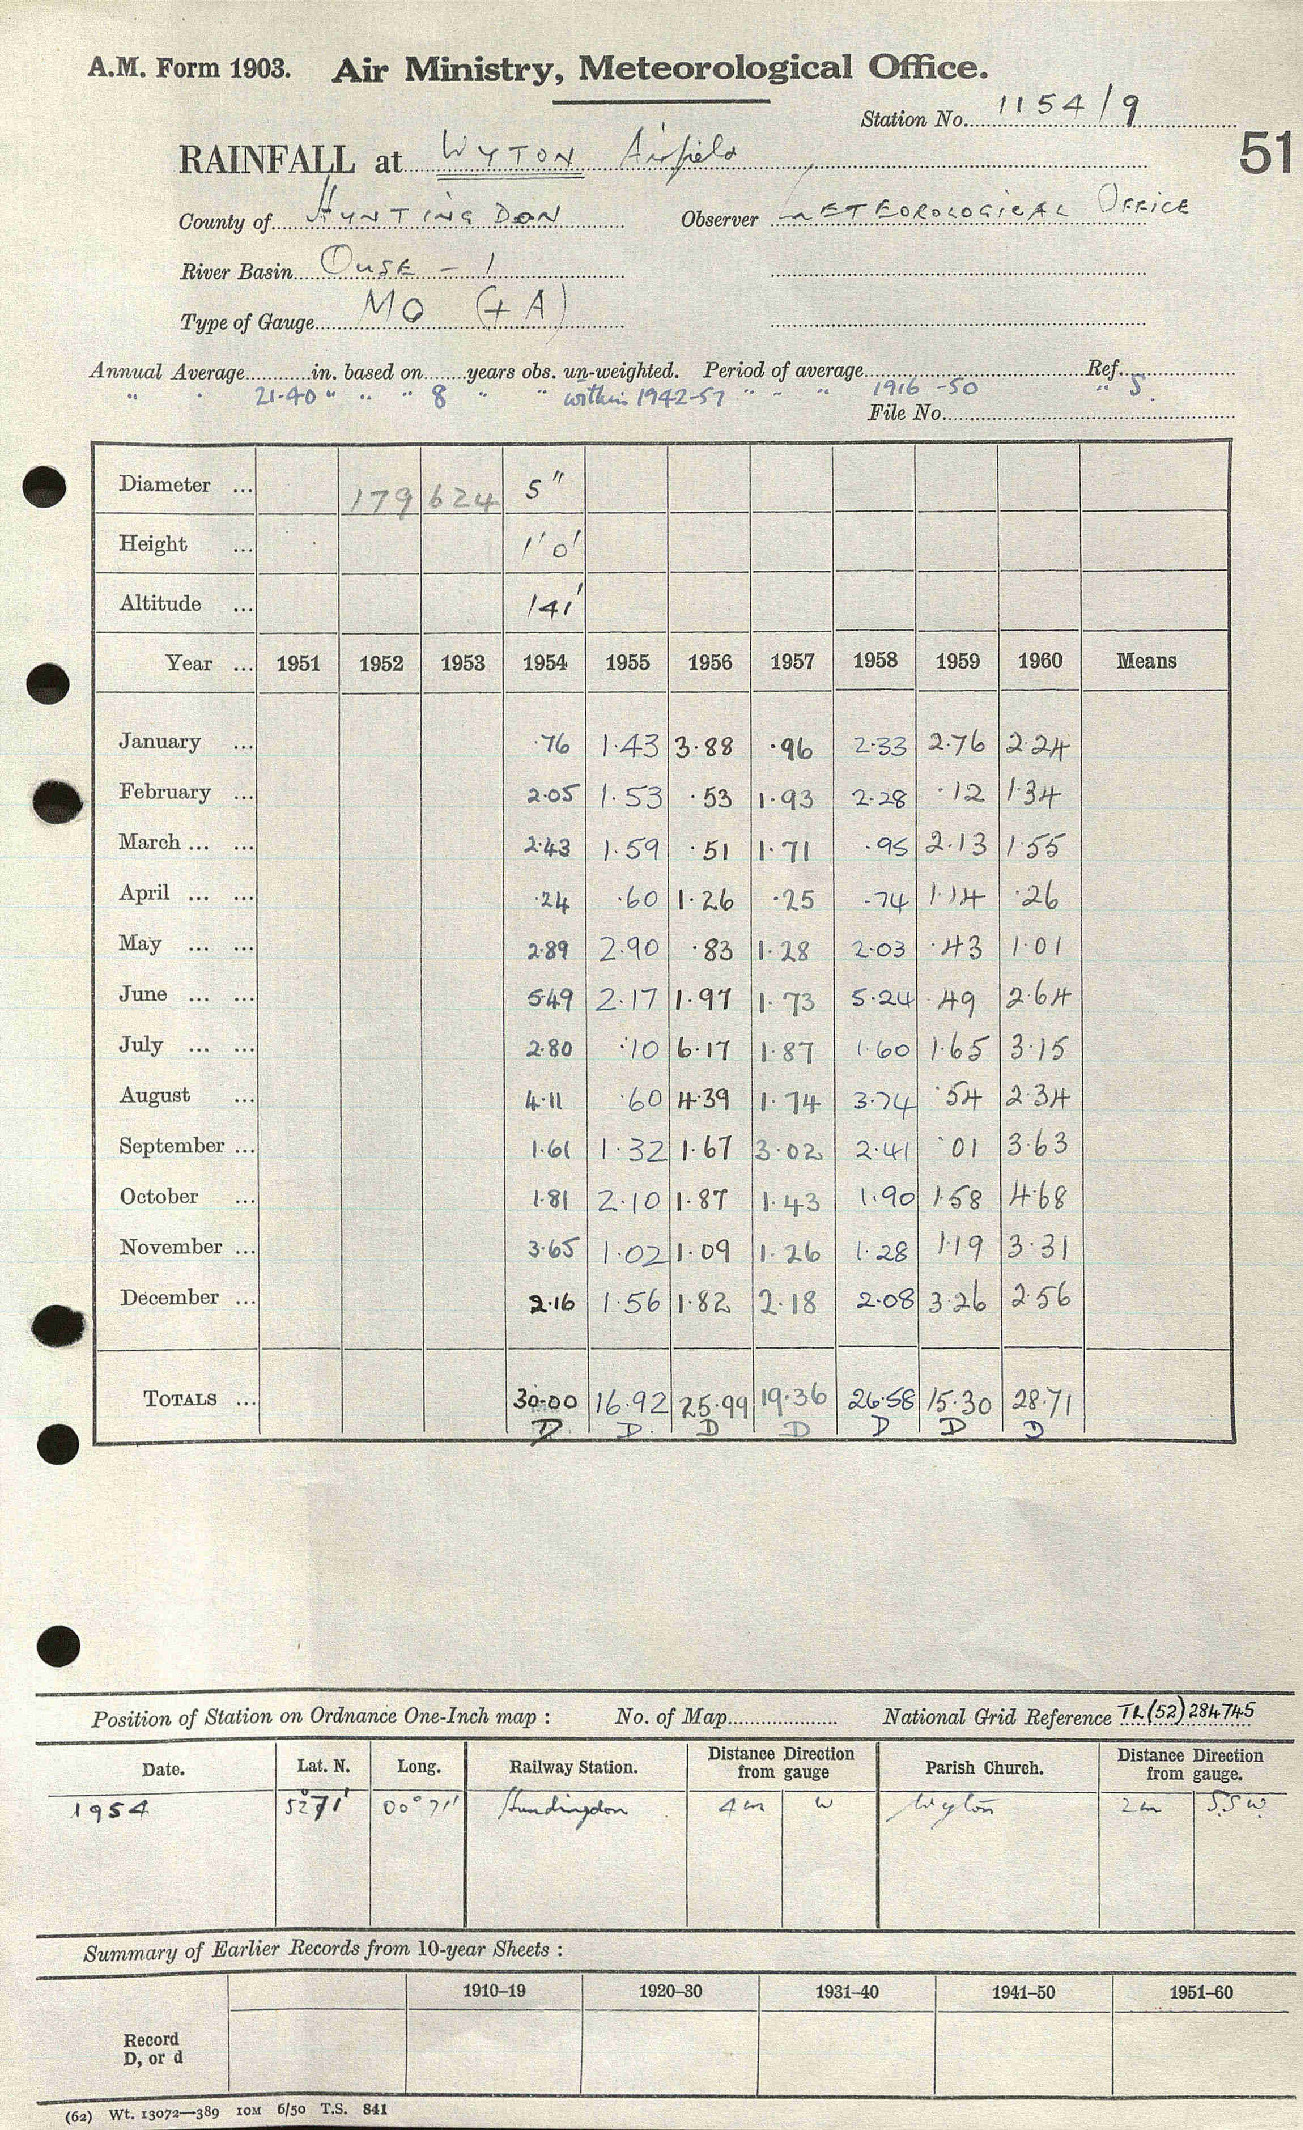 A.M. Form 1903. Air Ministry, Meteorological Office.
Station No. 1154/9
51
RAINFALL at WYTON Airfield
County of HUNTINGDON Observer METEOROLOGICAL OFFICE
River Basin OUSE - 1
Type of Gauge MO (+A)
Annual Average in. based on years obs. un-weighted. Period of average Ref.
" " 21.40 " " " 8 " " within 1942-57 " " " 1916-50 " S.
File No.
Diameter ... 179 624 5"
Height ... 1' 0'
Altitude ... 141'
Year ... 1951 1952 1953 1954 1955 1956 1957 1958 1959 1960 Means
January ... .76 1.43 3.88 .96 2.33 2.76 2.24
February ... 2.05 1.53 .53 1.93 2.28 .12 1.34
March ... ... 2.43 1.59 .51 1.71 .95 2.13 1.55
April ... ... .24 .60 1.26 .25 .74 1.14 .26
May ... ... 2.89 2.90 .83 1.28 2.03 .43 1.01
June ... ... 5.49 2.17 1.97 1.73 5.24 .49 2.64
July ... ... 2.80 .10 6.17 1.87 1.60 1.65 3.15
August ... 4.11 .60 4.39 1.74 3.74 .54 2.34
September ... 1.61 1.32 1.67 3.02 2.41 .01 3.63
October ... 1.81 2.10 1.87 1.43 1.90 1.58 4.68
November ... 3.65 1.02 1.09 1.26 1.28 1.19 3.31
December ... 2.16 1.56 1.82 2.18 2.08 3.26 2.56
TOTALS ... 30.00 16.92 25.99 19.36 26.58 15.30 28.71
D D D D D D D
Position of Station on Ordnance One-Inch map : No. of Map National Grid Reference TL(52)284745
Date. Lat. N. Long. Railway Station. Distance Direction from gauge Parish Church. Distance Direction from gauge.
1954 00° 71' Huntingdon 4m W Wyton 2m S.S.W.
Summary of Earlier Records from 10-year Sheets :
1910–19 1920–30 1931–40 1941–50 1951–60
Record
D, or d
(62) Wt. 13072—389 10M 6/50 T.S. 841